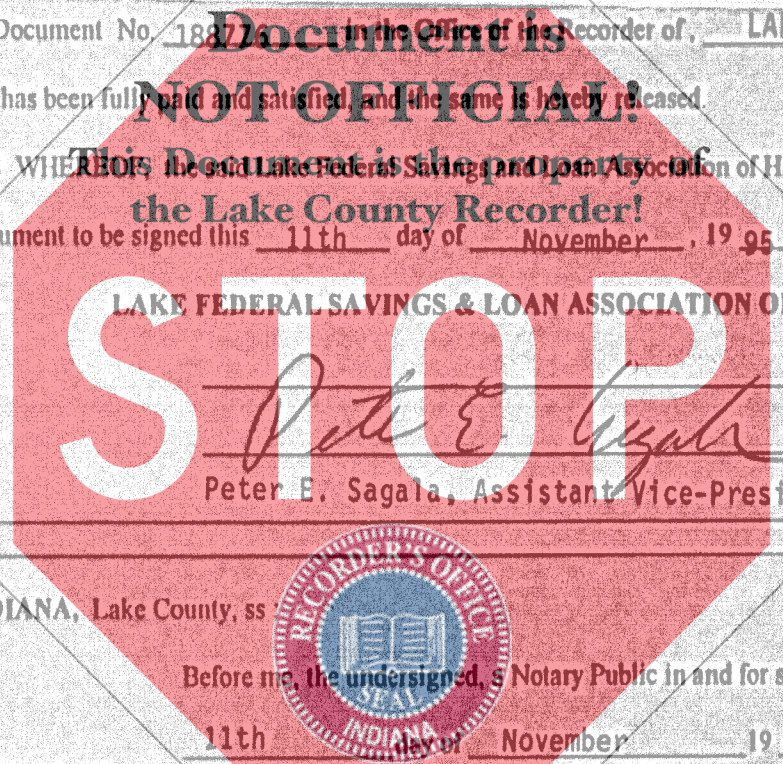 Document No. 188776 in the Office of the Recorder of, LA
Document is
has been fully paid and satisfied, and the same is hereby released.
NOT OFFICIAL!
WHEREOF, the said Lake Federal Savings and Loan Association of H
This Document is the property of
the Lake County Recorder!
ument to be signed this 11th day of November, 19 95
LAKE FEDERAL SAVINGS & LOAN ASSOCIATION O
STOP
Peter E. Sagala
Peter E. Sagala, Assistant Vice-Pres
DIANA, Lake County, ss:
RECORDER'S OFFICE
SEAL
INDIANA
Before me, the undersigned, a Notary Public in and for s
11th day of November 19